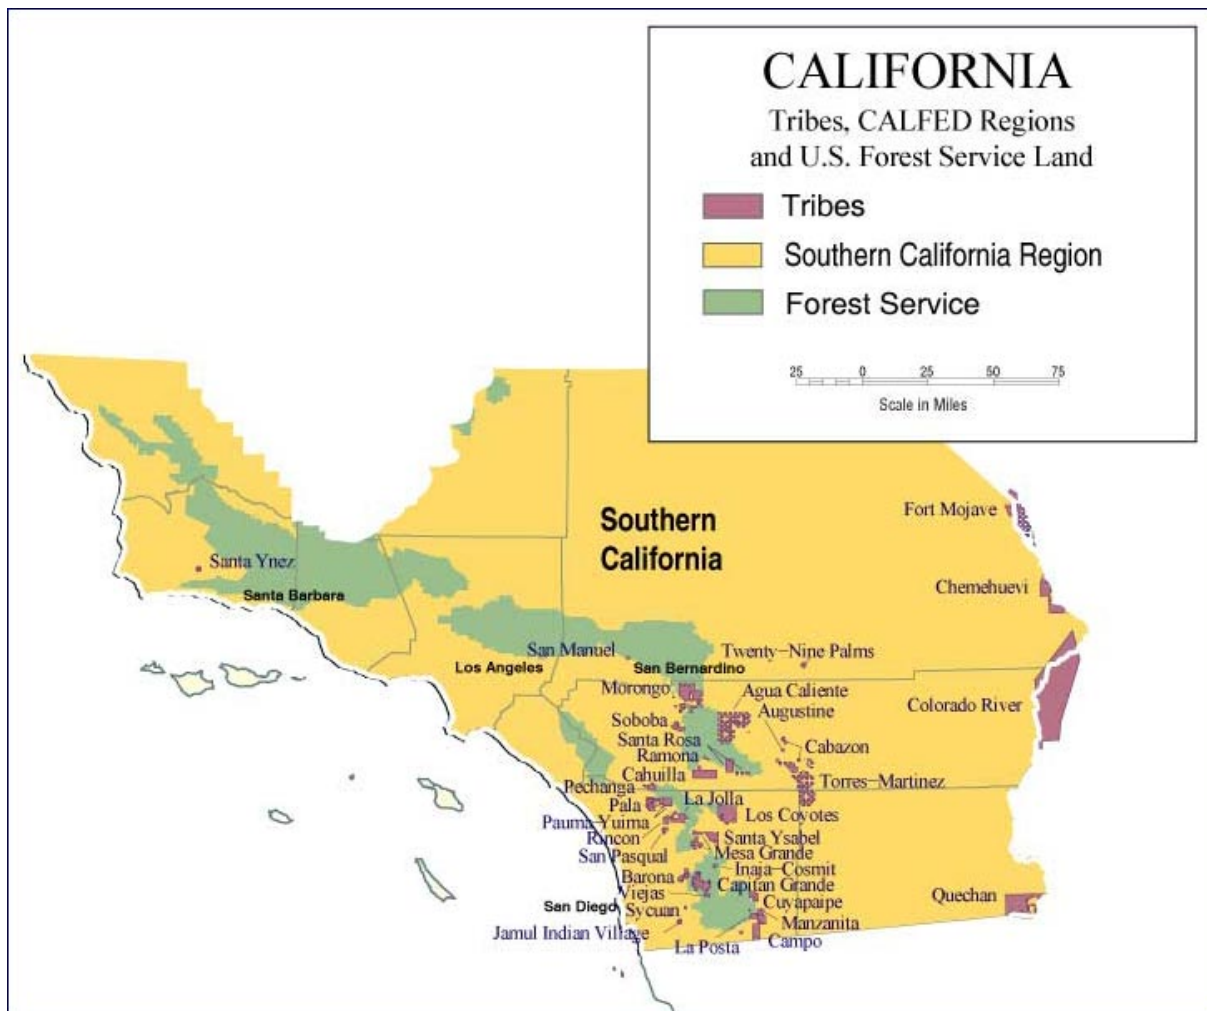 CALIFORNIA
Tribes, CALFED Regions
and U.S. Forest Service Land
Tribes
Southern California Region
Forest Service
25 0 25 50 75
Scale in Miles
Southern
California
Fort Mojave
Chemehuevi
Santa Ynez
Santa Barbara
San Manuel
Twenty-Nine Palms
Los Angeles
San Bernardino
Morongo
Agua Caliente
Colorado River
Augustine
Soboba
Santa Rosa
Cabazon
Ramona
Cahuilla
Torres-Martinez
Pechanga
La Jolla
Pala
Los Coyotes
Pauma-Yuima
Rincon
Santa Ysabel
San Pasqual
Mesa Grande
Inaja-Cosmit
Barona
Capitan Grande
Viejas
Quechan
Cuyapaipe
San Diego
Sycuan
Manzanita
Jamul Indian Village
La Posta
Campo